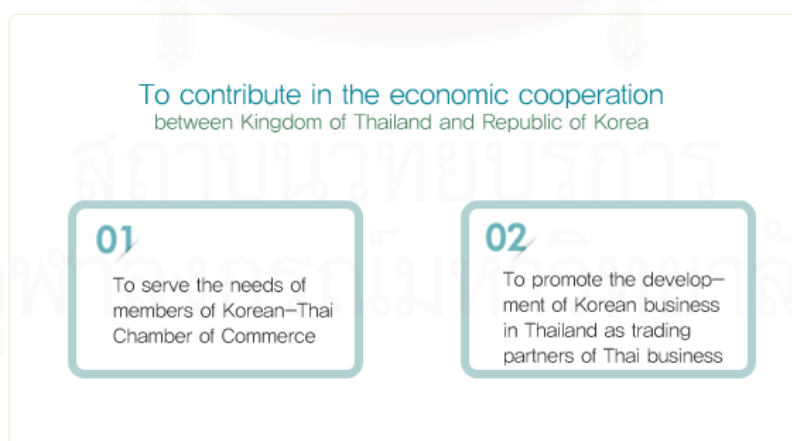 To contribute in the economic cooperation
between Kingdom of Thailand and Republic of Korea
สถาบันวิทยบริการ
01
To serve the needs of
members of Korean-Thai
Chamber of Commerce
02
To promote the develop-
ment of Korean business
in Thailand as trading
partners of Thai business